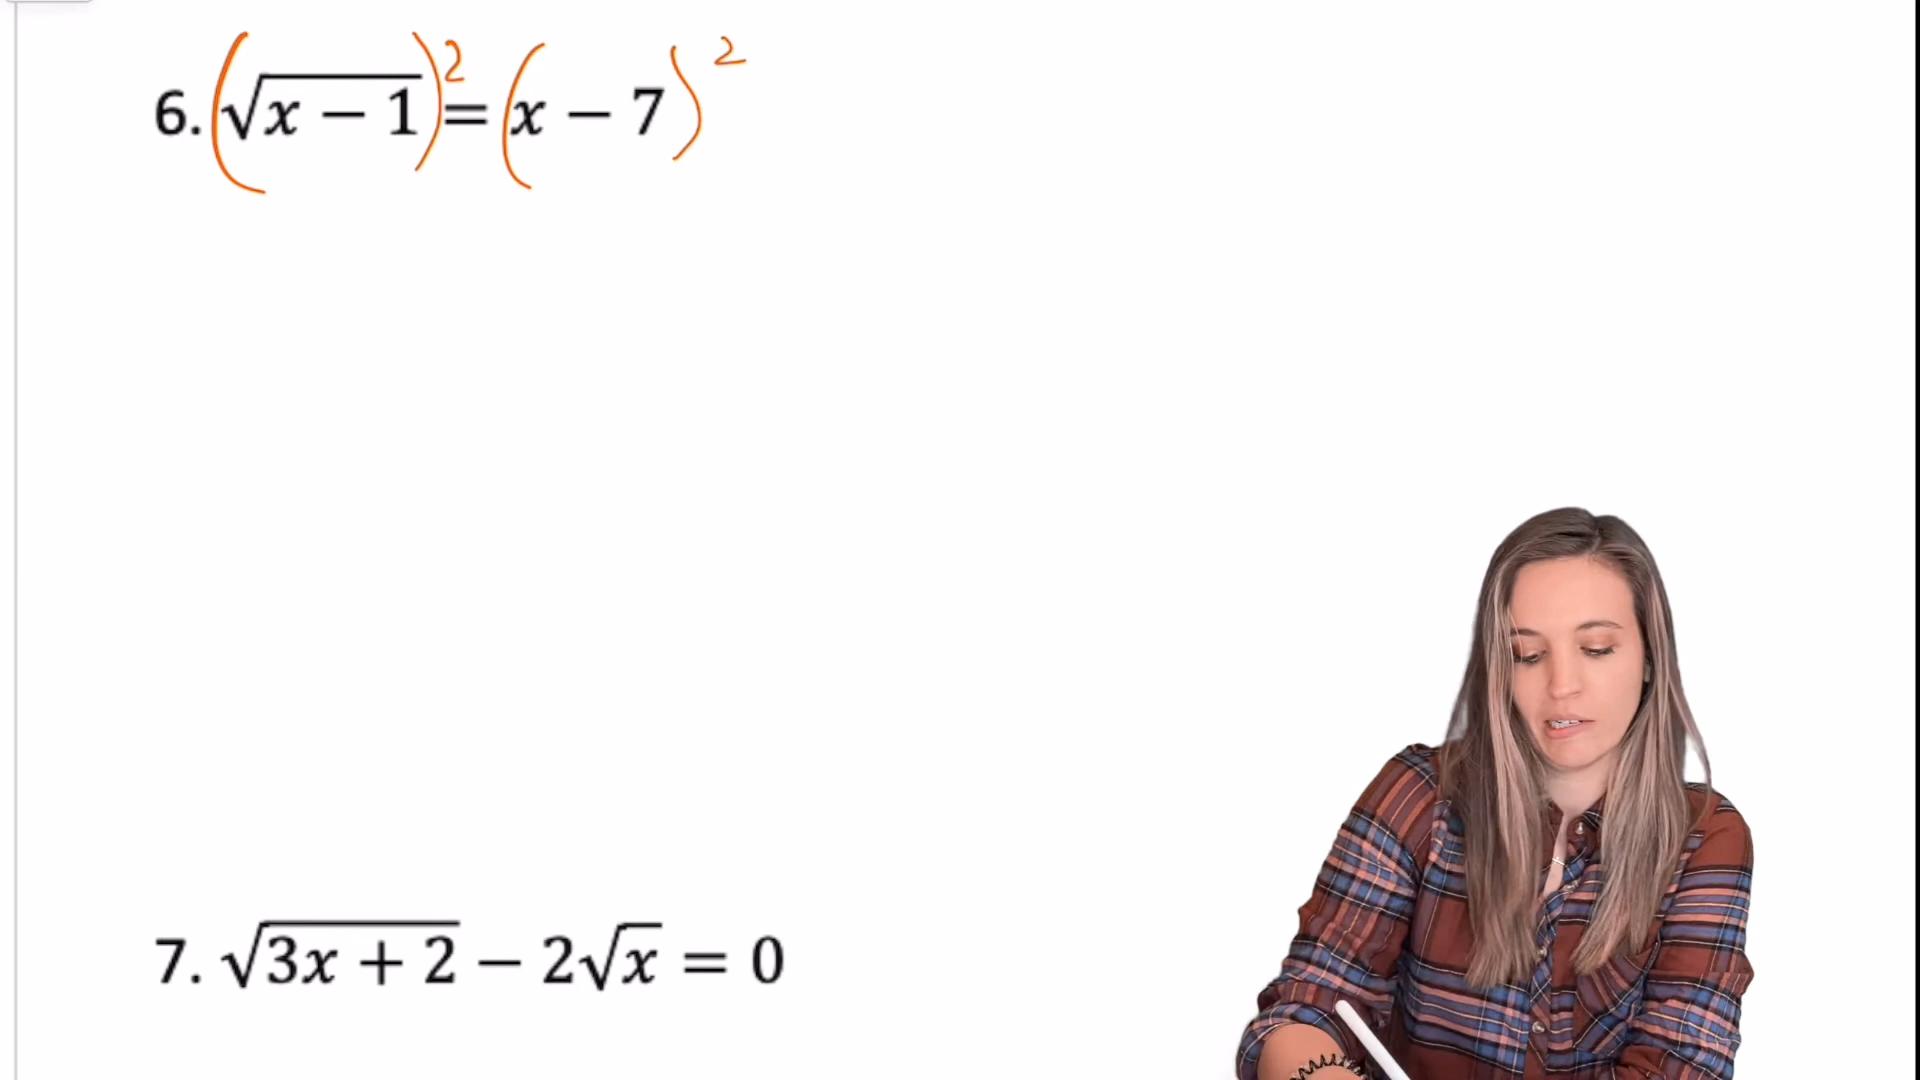 6. (√(x − 1))² = (x − 7)²
7. √(3x + 2) − 2√x = 0